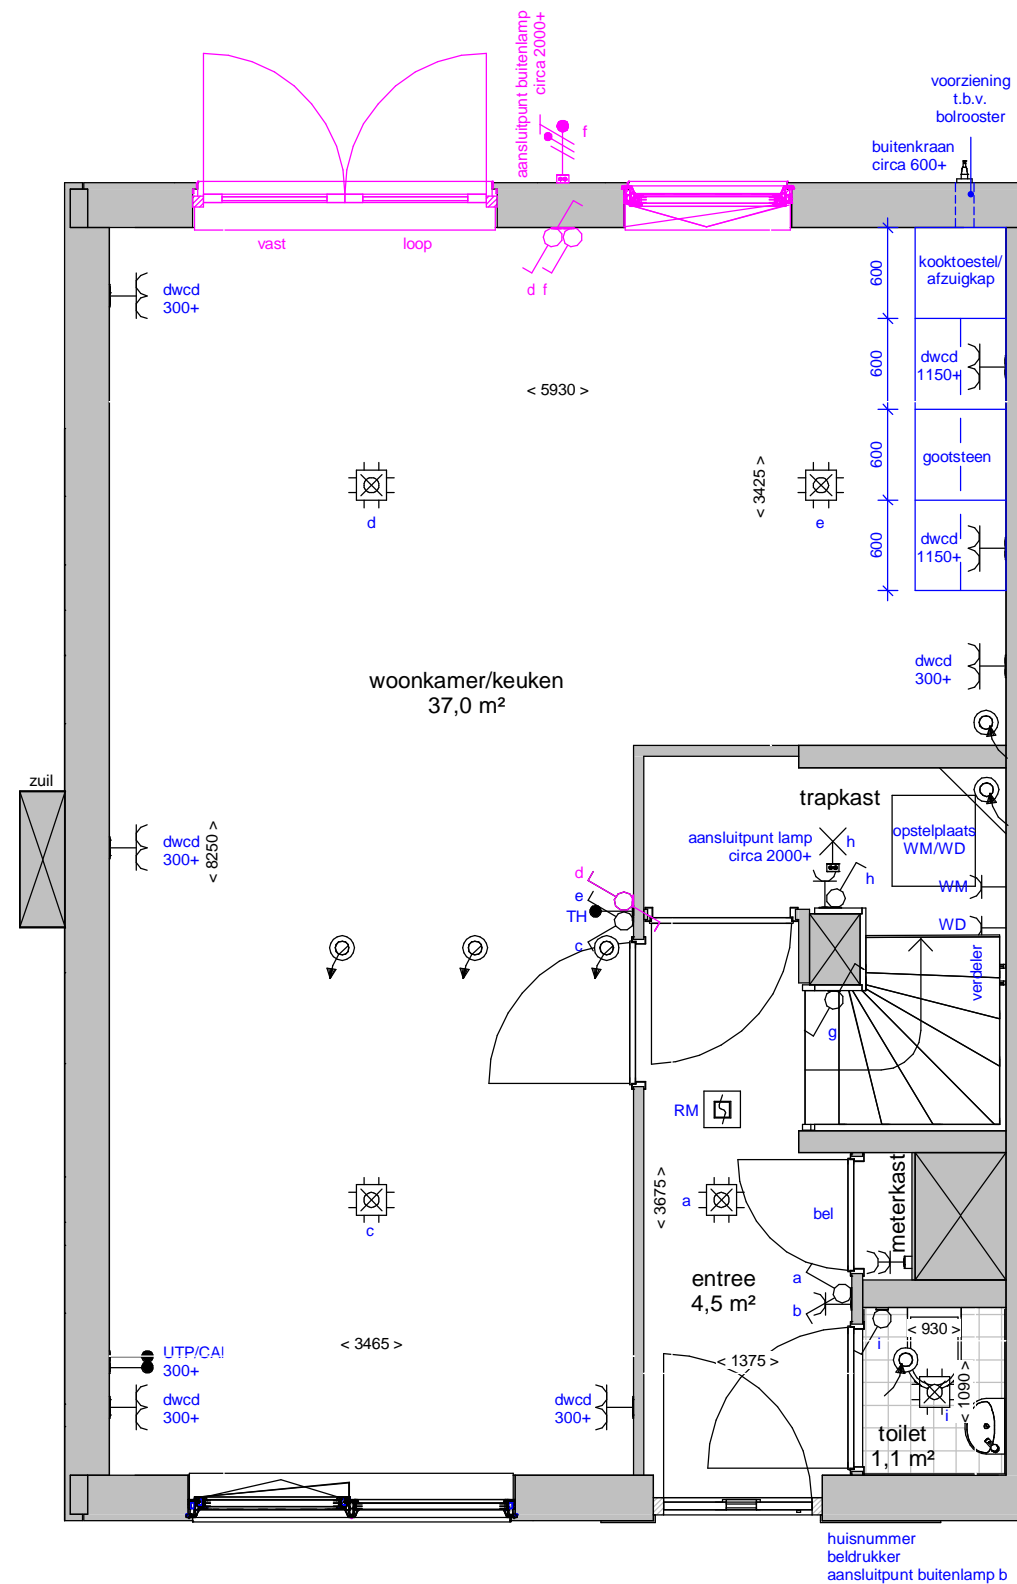 aansluitpunt buitenlamp
circa 2000+
f
voorziening
t.b.v.
bolrooster
buitenkraan
circa 600+
vast
loop
d f
kooktoestel/
afzuigkap
600
dwcd
300+
dwcd
1150+
600
< 5930 >
gootsteen
600
< 3425 >
d
e
dwcd
1150+
600
dwcd
300+
woonkamer/keuken
37,0 m²
zuil
trapkast
opstelplaats
WM/WD
aansluitpunt lamp
circa 2000+
h
h
dwcd
300+
< 8250 >
d
e
TH
c
WM
WD
verdeler
g
RM
meterkast
< 3675 >
a
bel
c
entree
4,5 m²
a
b
< 930 >
i
< 3465 >
UTP/CAI
300+
< 1375 >
< 1090 >
i
dwcd
300+
dwcd
300+
toilet
1,1 m²
huisnummer
beldrukker
aansluitpunt buitenlamp b